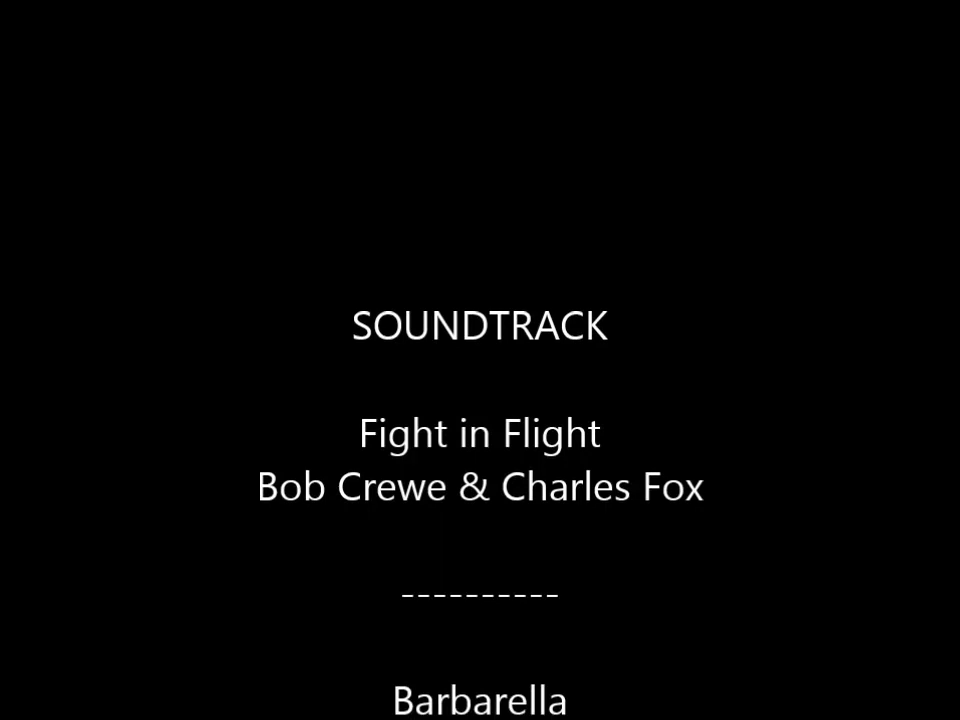 SOUNDTRACK
Fight in Flight
Bob Crewe & Charles Fox
----------
Barbarella